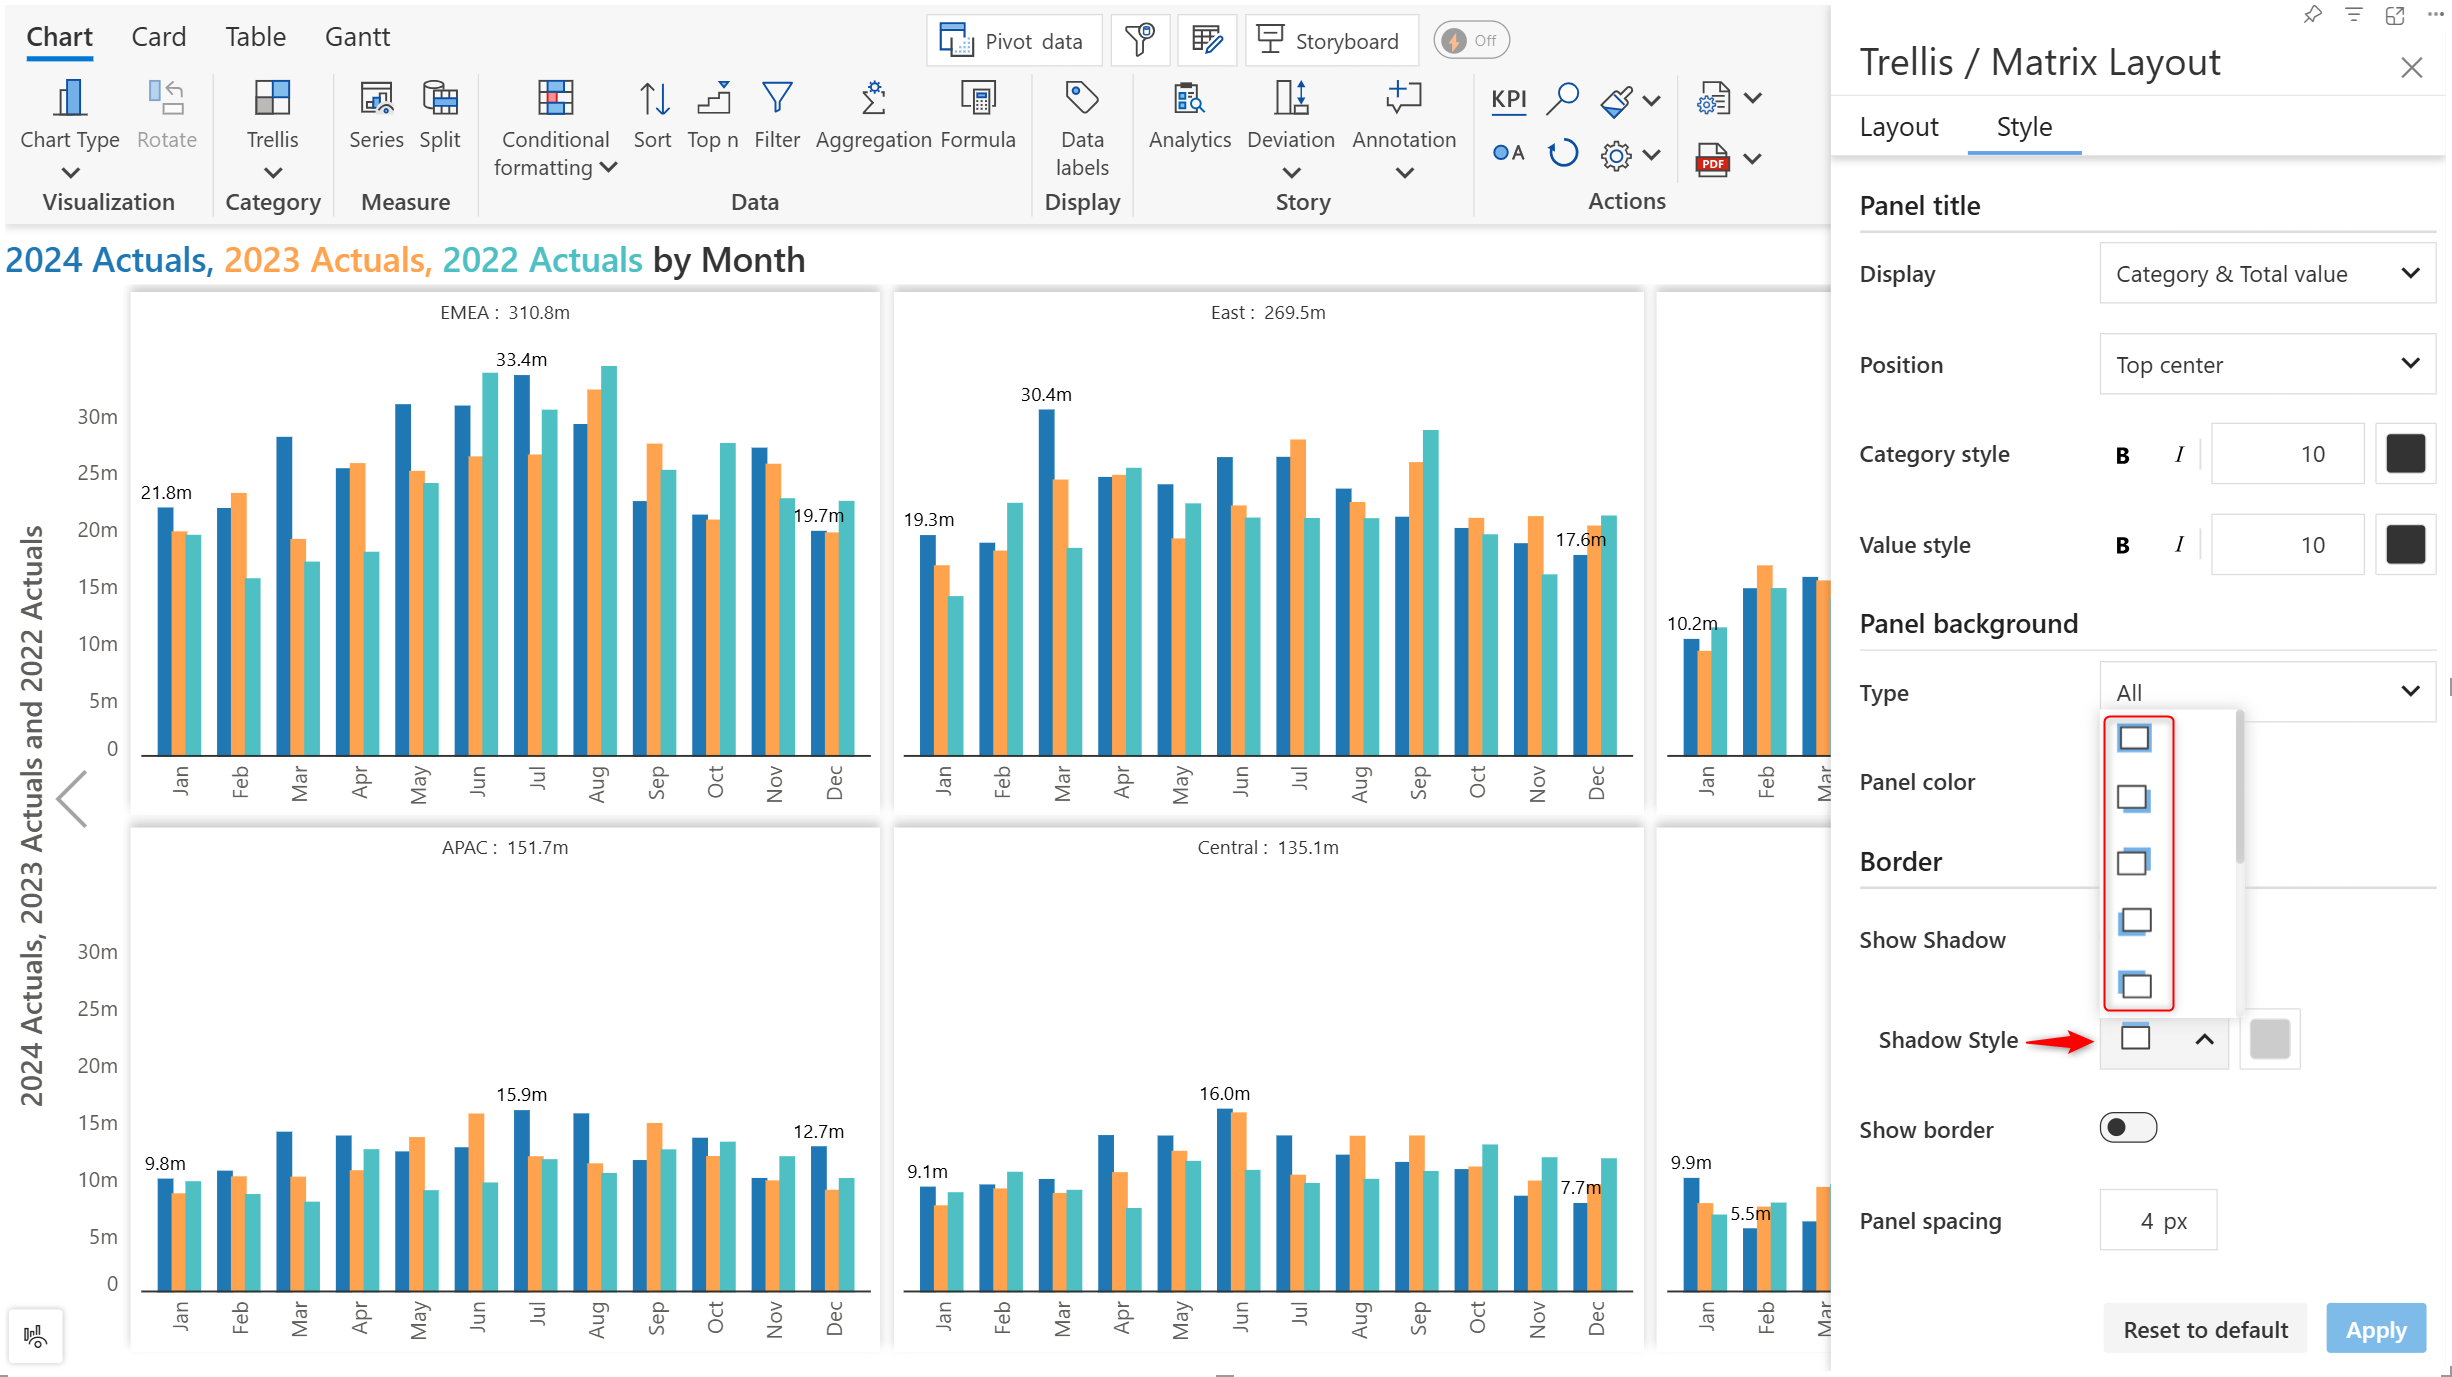 Chart Card Table Gantt
Pivot data Storyboard Off
Chart Type Rotate Trellis Series Split Conditional formatting Sort Top n Filter Aggregation Formula Data labels Analytics Deviation Annotation KPI A PDF
Visualization Category Measure Data Display Story Actions
2024 Actuals, 2023 Actuals, 2022 Actuals by Month
2024 Actuals, 2023 Actuals and 2022 Actuals
EMEA : 310.8m
30m
25m
20m
15m
10m
5m
0
21.8m 33.4m 19.7m
Jan Feb Mar Apr May Jun Jul Aug Sep Oct Nov Dec
East : 269.5m
19.3m 30.4m 17.6m
Jan Feb Mar Apr May Jun Jul Aug Sep Oct Nov Dec
10.2m
Jan Feb Mar
APAC : 151.7m
30m
25m
20m
15m
10m
5m
0
9.8m 15.9m 12.7m
Jan Feb Mar Apr May Jun Jul Aug Sep Oct Nov Dec
Central : 135.1m
9.1m 16.0m 7.7m
Jan Feb Mar Apr May Jun Jul Aug Sep Oct Nov Dec
9.9m 5.5m
Jan Feb Mar
Trellis / Matrix Layout
Layout Style
Panel title
Display Category & Total value
Position Top center
Category style B I 10
Value style B I 10
Panel background
Type All
Panel color
Border
Show Shadow
Shadow Style
Show border
Panel spacing 4 px
Reset to default Apply